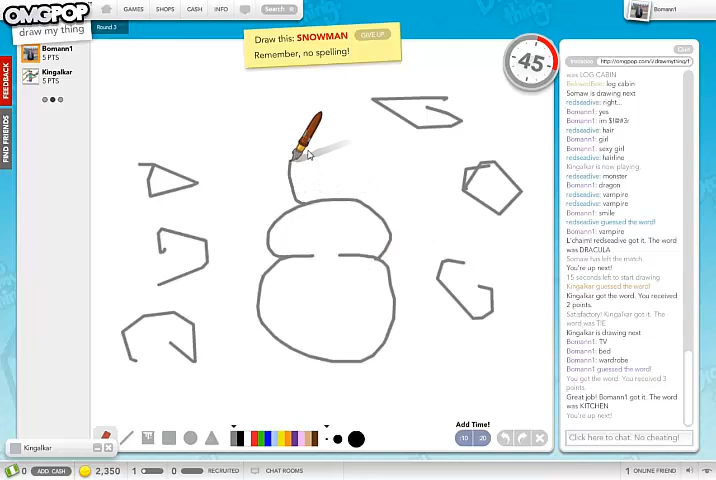 OMGPOP
draw my thing
GAMES SHOPS CASH INFO
Search
Bomann1
Round 3
Bomann1
5 PTS
Kingalkar
5 PTS
FEEDBACK
FIND FRIENDS
Draw this: SNOWMAN GIVE UP
Remember, no spelling!
45
Quit
http://omgpop.com/drawmything/f
was LOG CABIN
log cabin
Somaw is drawing next
redseadive: right...
Bomann1: yes
Bomann1: im $!@#3r
redseadive: hair
Bomann1: girl
Bomann1: sexy girl
redseadive: hairline
Kingalkar is now playing.
redseadive: monster
Bomann1: dragon
redseadive: vampire
redseadive: vampire
Bomann1: smile
redseadive guessed the word!
Bomann1: vampire
L'chaim! redseadive got it. The word
was DRACULA
Somaw has left the match.
You're up next!
15 seconds left to start drawing
Kingalkar guessed the word!
Kingalkar got the word. You received
2 points.
Satisfactory! Kingalkar got it. The
word was TIE
Kingalkar is drawing next
Bomann1: TV
Bomann1: bed
Bomann1: wardrobe
Bomann1 guessed the word!
You got the word. You received 3
points.
Great job! Bomann1 got it. The word
was KITCHEN
You're up next!
Add Time!
:10 :20
Click here to chat. No cheating!
Kingalkar
0 ADD CASH 2,350 1 0 RECRUITED CHAT ROOMS 1 ONLINE FRIEND